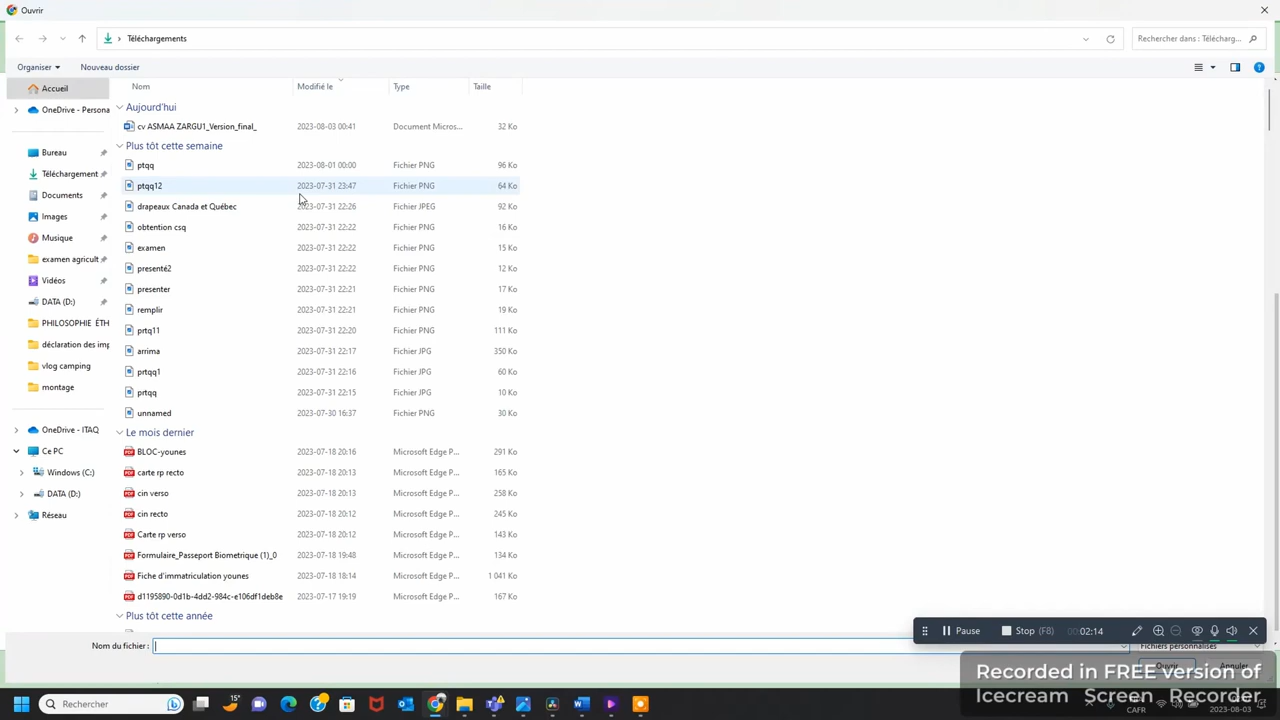 Ouvrir
Téléchargements
Rechercher dans : Télécharg...
Organiser
Nouveau dossier
Accueil
Nom
Modifié le
Type
Taille
OneDrive - Persona
Aujourd'hui
cv ASMAA ZARGU1_Version_final_ 2023-08-03 00:41 Document Micros... 32 Ko
Plus tôt cette semaine
Bureau
ptqq 2023-08-01 00:00 Fichier PNG 96 Ko
Téléchargement
ptqq12 2023-07-31 23:47 Fichier PNG 64 Ko
Documents
drapeaux Canada et Québec 2023-07-31 22:26 Fichier JPEG 92 Ko
Images
obtention csq 2023-07-31 22:22 Fichier PNG 16 Ko
Musique
examen 2023-07-31 22:22 Fichier PNG 15 Ko
examen agricult
presenté2 2023-07-31 22:22 Fichier PNG 12 Ko
Vidéos
presenter 2023-07-31 22:21 Fichier PNG 17 Ko
DATA (D:)
remplir 2023-07-31 22:21 Fichier PNG 19 Ko
PHILOSOPHIE ÉTH
prtq11 2023-07-31 22:20 Fichier PNG 111 Ko
déclaration des imp
arrima 2023-07-31 22:17 Fichier JPG 350 Ko
vlog camping
prtqq1 2023-07-31 22:16 Fichier JPG 60 Ko
montage
prtqq 2023-07-31 22:15 Fichier JPG 10 Ko
unnamed 2023-07-30 16:37 Fichier PNG 30 Ko
OneDrive - ITAQ
Le mois dernier
Ce PC
BLOC-younes 2023-07-18 20:16 Microsoft Edge P... 291 Ko
Windows (C:)
carte rp recto 2023-07-18 20:13 Microsoft Edge P... 165 Ko
DATA (D:)
cin verso 2023-07-18 20:13 Microsoft Edge P... 258 Ko
Réseau
cin recto 2023-07-18 20:12 Microsoft Edge P... 245 Ko
Carte rp verso 2023-07-18 20:12 Microsoft Edge P... 143 Ko
Formulaire_Passeport Biometrique (1)_0 2023-07-18 19:48 Microsoft Edge P... 134 Ko
Fiche d'immatriculation younes 2023-07-18 18:14 Microsoft Edge P... 1 041 Ko
d1195890-0d1b-4dd2-984c-e106df1deb8e 2023-07-17 19:19 Microsoft Edge P... 167 Ko
Plus tôt cette année
Pause
Stop (F8)
00:02:14
Nom du fichier :
Fichiers personnalisés
Ouvrir
Annuler
Recorded in FREE version of
Icecream Screen Recorder
Rechercher
15°
CAFR
2023-08-03